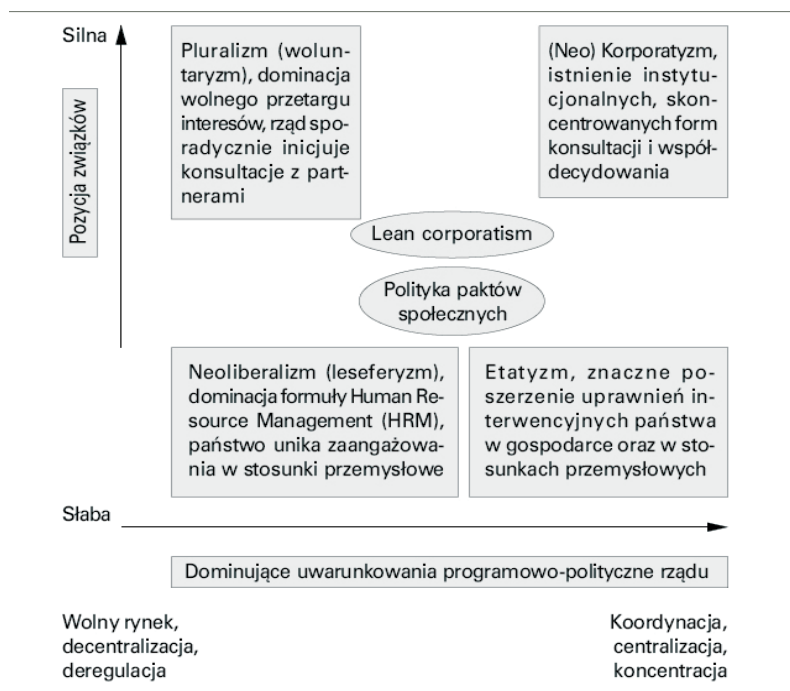 Silna
Pozycja związków
Pluralizm (wolun-
taryzm), dominacja
wolnego przetargu
interesów, rząd spo-
radycznie inicjuje
konsultacje z part-
nerami
(Neo) Korporatyzm,
istnienie instytu-
cjonalnych, skon-
centrowanych form
konsultacji i współ-
decydowania
Lean corporatism
Polityka paktów
społecznych
Neoliberalizm (leseferyzm),
dominacja formuły Human Re-
source Management (HRM),
państwo unika zaangażowa-
nia w stosunki przemysłowe
Etatyzm, znaczne po-
szerzenie uprawnień in-
terwencyjnych państwa
w gospodarce oraz w sto-
sunkach przemysłowych
Słaba
Dominujące uwarunkowania programowo-polityczne rządu
Wolny rynek,
decentralizacja,
deregulacja
Koordynacja,
centralizacja,
koncentracja